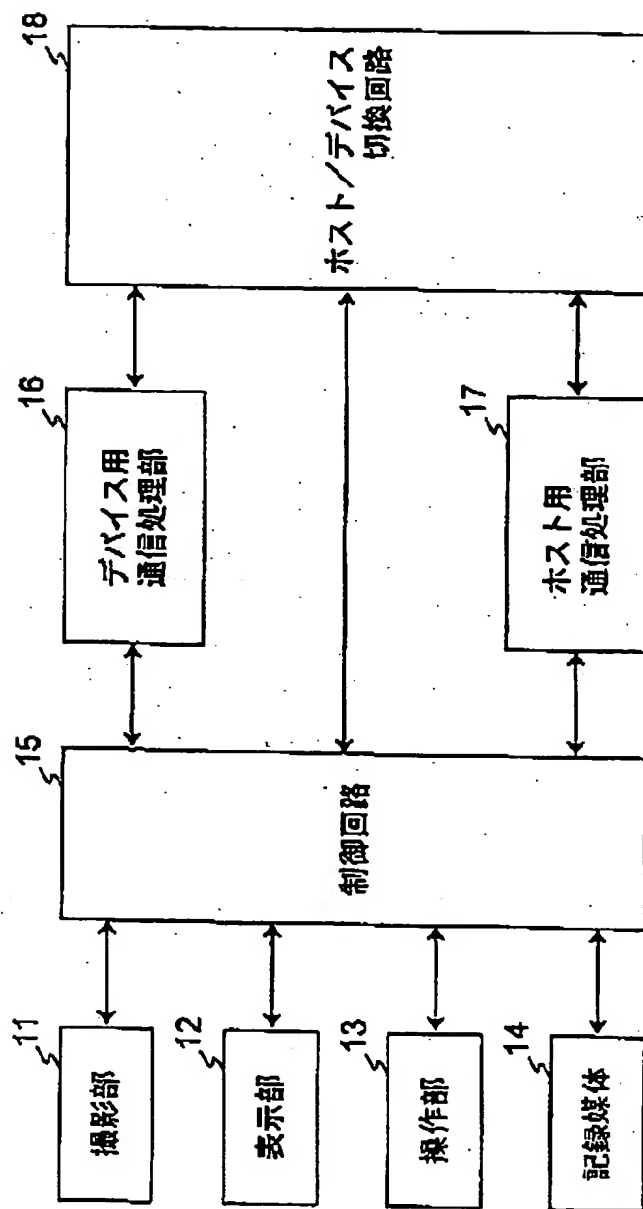 11
撮影部
12
表示部
13
操作部
14
記録媒体
15
制御回路
16
デバイス用
通信処理部
17
ホスト用
通信処理部
18
ホスト/デバイス
切換回路